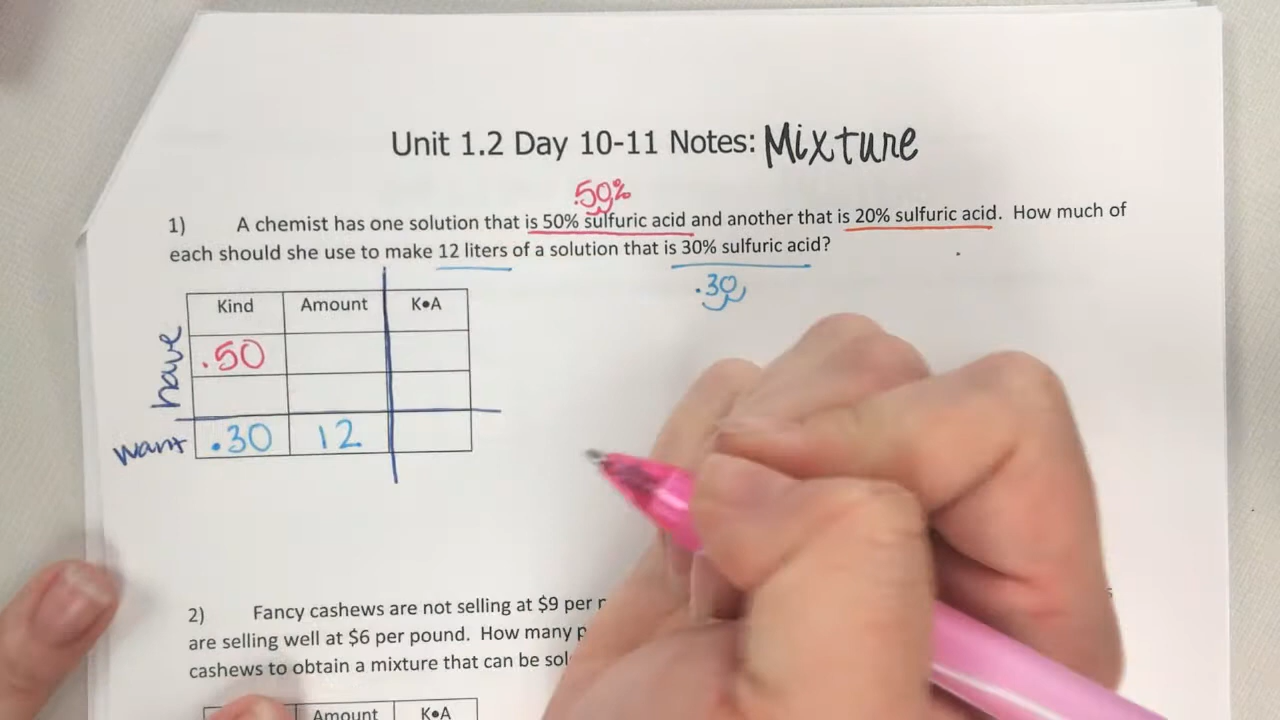 Unit 1.2 Day 10-11 Notes: Mixture
.50%
1) A chemist has one solution that is 50% sulfuric acid and another that is 20% sulfuric acid. How much of
each should she use to make 12 liters of a solution that is 30% sulfuric acid?
.30
Kind Amount K•A
have .50
want .30 12
2) Fancy cashews are not selling at $9 per
are selling well at $6 per pound. How many
cashews to obtain a mixture that can be
Amount K•A